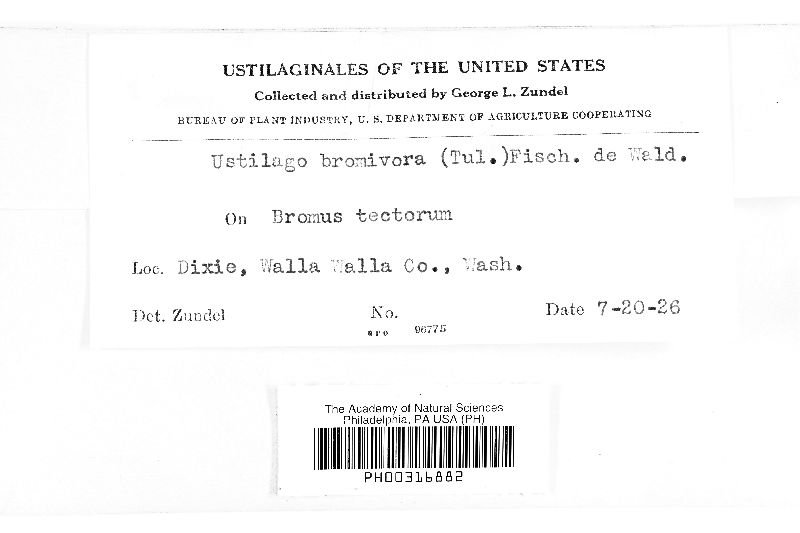 USTILAGINALES OF THE UNITED STATES
Collected and distributed by George L. Zundel
BUREAU OF PLANT INDUSTRY, U. S. DEPARTMENT OF AGRICULTURE COOPERATING
Ustilago bromivora (Tul.)Fisch. de Wald.
On Bromus tectorum
Loc. Dixie, Walla Walla Co., Wash.
Det. Zundel No. Date 7-20-26
GPO 96775
The Academy of Natural Sciences
Philadelphia, PA USA (PH)
PH00316882